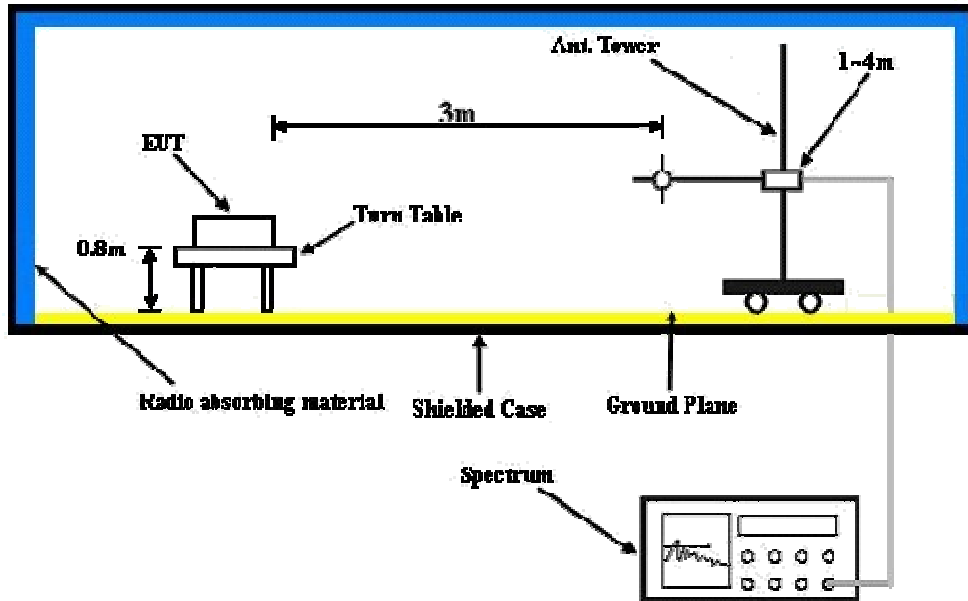 Ant. Tower
1~4m
3m
EUT
Turn Table
0.8m
Radio absorbing material
Shielded Case
Ground Plane
Spectrum